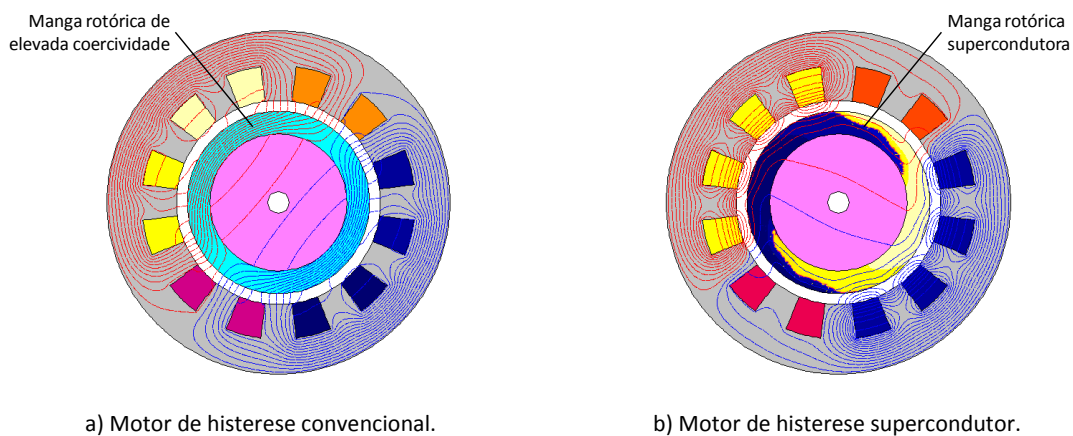 Manga rotórica de
elevada coercividade
Manga rotórica
supercondutora
a) Motor de histerese convencional.
b) Motor de histerese supercondutor.